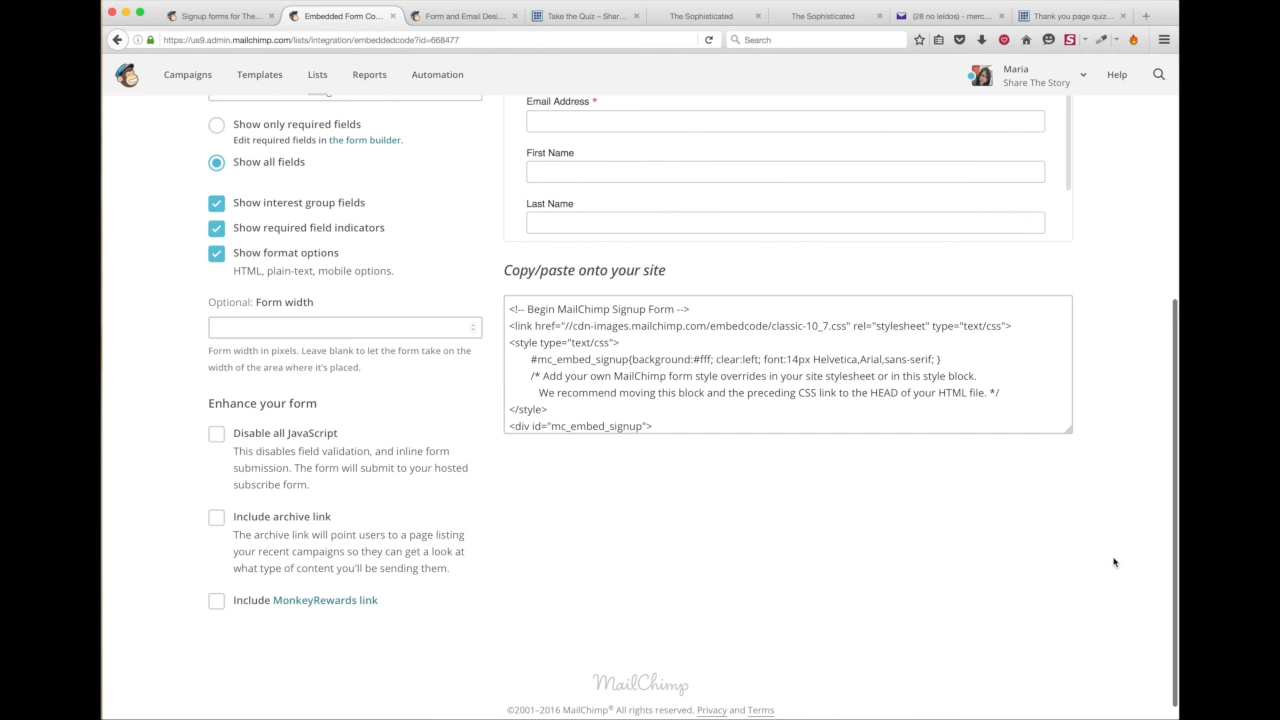 Signup forms for The...
Embedded Form Co...
Form and Email Desi...
Take the Quiz – Shar...
The Sophisticated
The Sophisticated
(28 no leídos) - merc...
Thank you page quiz...
https://us9.admin.mailchimp.com/lists/integration/embeddedcode?id=668477
Search
Campaigns
Templates
Lists
Reports
Automation
Maria
Share The Story
Help
Show only required fields
Edit required fields in the form builder.
Show all fields
Show interest group fields
Show required field indicators
Show format options
HTML, plain-text, mobile options.
Optional: Form width
Form width in pixels. Leave blank to let the form take on the
width of the area where it's placed.
Enhance your form
Disable all JavaScript
This disables field validation, and inline form
submission. The form will submit to your hosted
subscribe form.
Include archive link
The archive link will point users to a page listing
your recent campaigns so they can get a look at
what type of content you'll be sending them.
Include MonkeyRewards link
Email Address *
First Name
Last Name
Copy/paste onto your site
<!-- Begin MailChimp Signup Form -->
<link href="//cdn-images.mailchimp.com/embedcode/classic-10_7.css" rel="stylesheet" type="text/css">
<style type="text/css">
#mc_embed_signup{background:#fff; clear:left; font:14px Helvetica,Arial,sans-serif; }
/* Add your own MailChimp form style overrides in your site stylesheet or in this style block.
We recommend moving this block and the preceding CSS link to the HEAD of your HTML file. */
</style>
<div id="mc_embed_signup">
MailChimp
©2001–2016 MailChimp® All rights reserved. Privacy and Terms